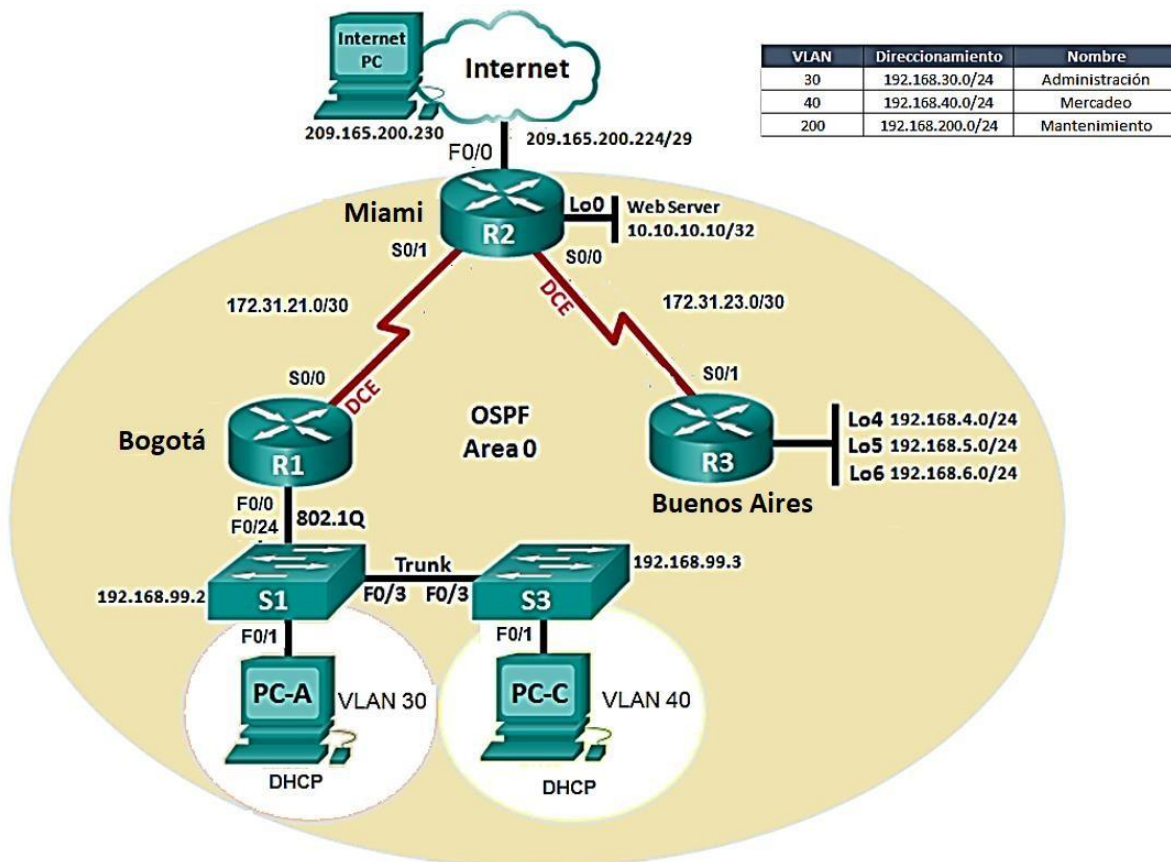 Internet
PC
Internet
209.165.200.230
209.165.200.224/29
F0/0
VLAN Direccionamiento Nombre
30 192.168.30.0/24 Administración
40 192.168.40.0/24 Mercadeo
200 192.168.200.0/24 Mantenimiento
Miami
R2
Lo0
Web Server
10.10.10.10/32
S0/1
S0/0
DCE
172.31.21.0/30
172.31.23.0/30
S0/0
DCE
S0/1
OSPF
Area 0
Bogotá
R1
R3
Buenos Aires
Lo4 192.168.4.0/24
Lo5 192.168.5.0/24
Lo6 192.168.6.0/24
F0/0
F0/24
802.1Q
Trunk
192.168.99.2
S1
F0/3
F0/3
S3
192.168.99.3
F0/1
F0/1
PC-A
VLAN 30
DHCP
PC-C
VLAN 40
DHCP